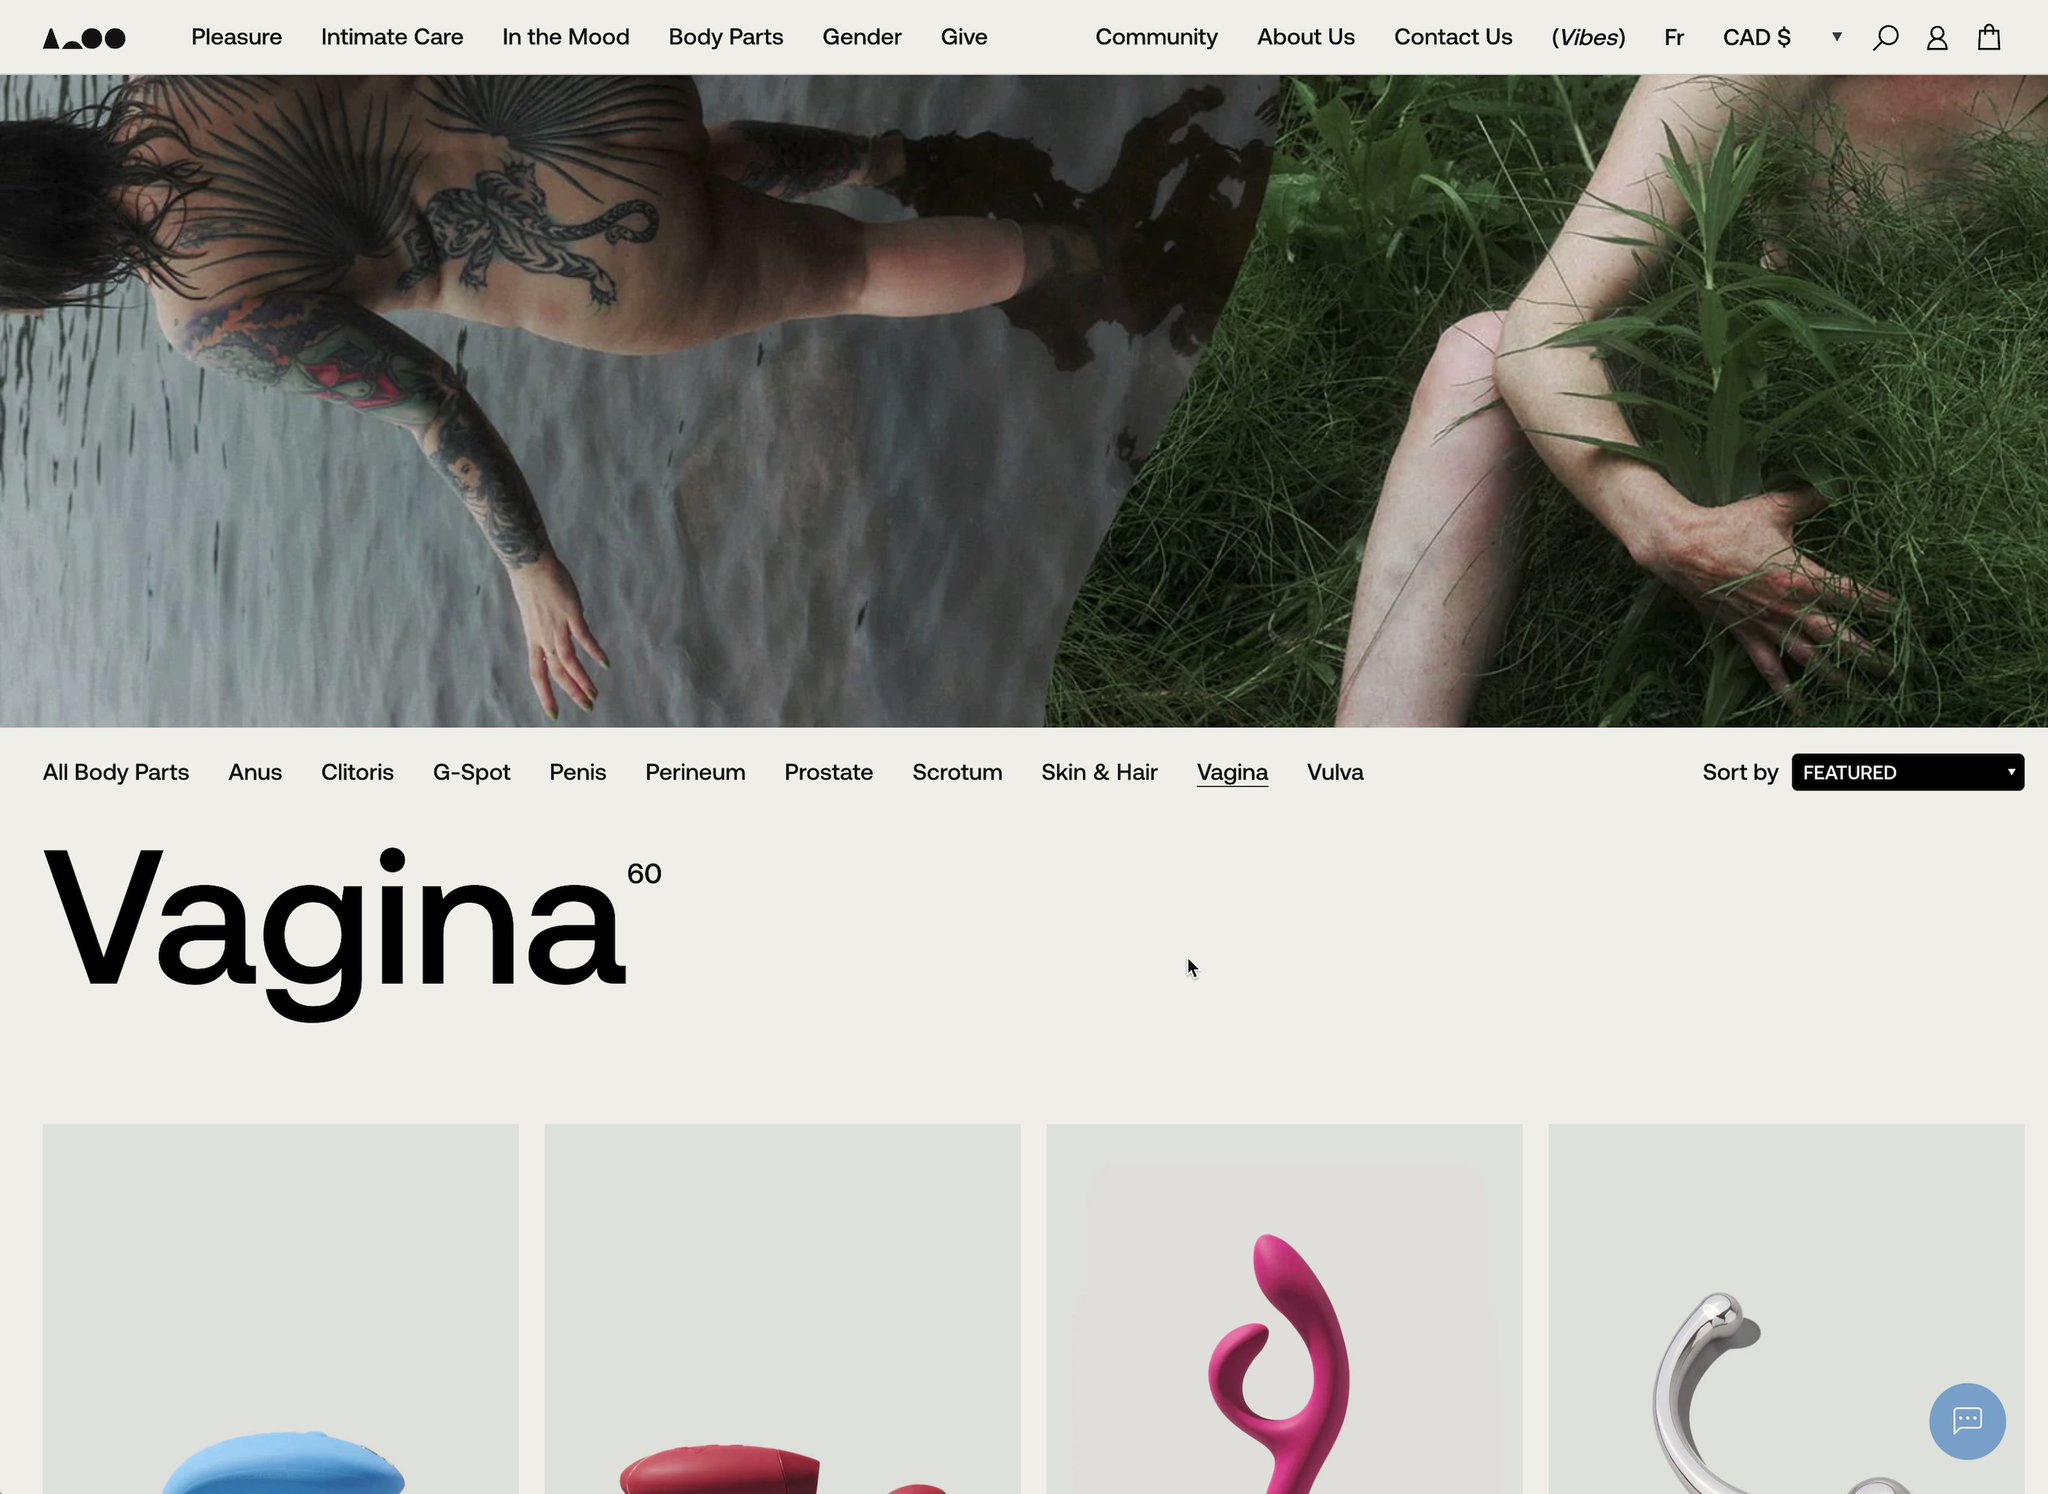 Pleasure Intimate Care In the Mood Body Parts Gender Give Community About Us Contact Us (Vibes) Fr CAD $
All Body Parts Anus Clitoris G-Spot Penis Perineum Prostate Scrotum Skin & Hair Vagina Vulva Sort by FEATURED
Vagina 60